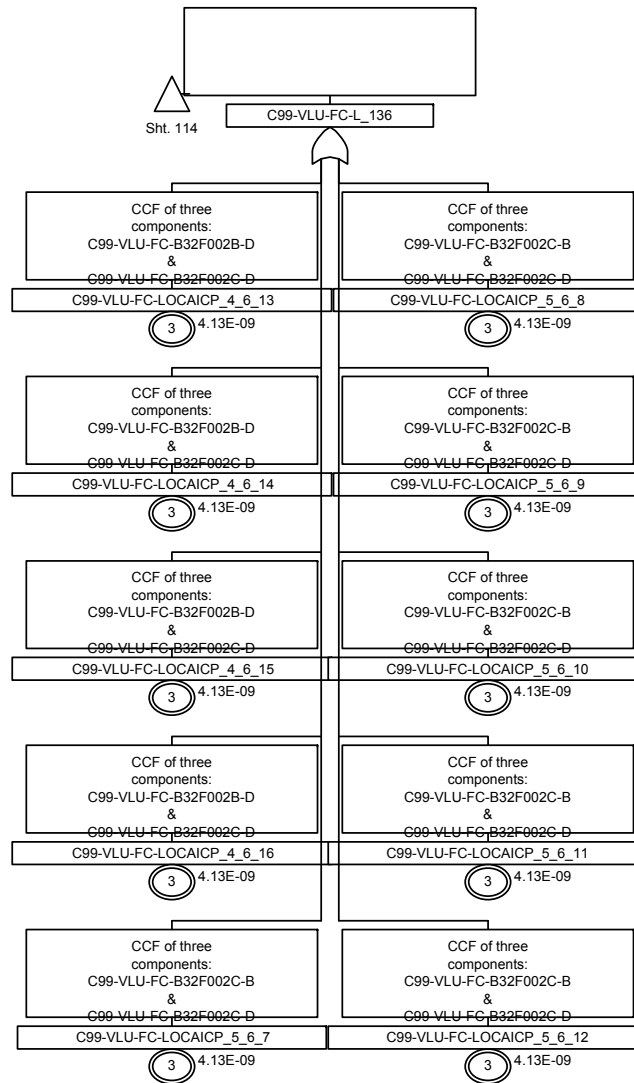 C99-VLU-FC-L_136
Sht. 114
CCF of three
components:
C99-VLU-FC-B32F002B-D
&
C99-VLU-FC-B32F002C-D
C99-VLU-FC-LOCAICP_4_6_13
3
4.13E-09
CCF of three
components:
C99-VLU-FC-B32F002C-B
&
C99-VLU-FC-B32F002C-D
C99-VLU-FC-LOCAICP_5_6_8
3
4.13E-09
CCF of three
components:
C99-VLU-FC-B32F002B-D
&
C99-VLU-FC-B32F002C-D
C99-VLU-FC-LOCAICP_4_6_14
3
4.13E-09
CCF of three
components:
C99-VLU-FC-B32F002C-B
&
C99-VLU-FC-B32F002C-D
C99-VLU-FC-LOCAICP_5_6_9
3
4.13E-09
CCF of three
components:
C99-VLU-FC-B32F002B-D
&
C99-VLU-FC-B32F002C-D
C99-VLU-FC-LOCAICP_4_6_15
3
4.13E-09
CCF of three
components:
C99-VLU-FC-B32F002C-B
&
C99-VLU-FC-B32F002C-D
C99-VLU-FC-LOCAICP_5_6_10
3
4.13E-09
CCF of three
components:
C99-VLU-FC-B32F002B-D
&
C99-VLU-FC-B32F002C-D
C99-VLU-FC-LOCAICP_4_6_16
3
4.13E-09
CCF of three
components:
C99-VLU-FC-B32F002C-B
&
C99-VLU-FC-B32F002C-D
C99-VLU-FC-LOCAICP_5_6_11
3
4.13E-09
CCF of three
components:
C99-VLU-FC-B32F002C-B
&
C99-VLU-FC-B32F002C-D
C99-VLU-FC-LOCAICP_5_6_7
3
4.13E-09
CCF of three
components:
C99-VLU-FC-B32F002C-B
&
C99-VLU-FC-B32F002C-D
C99-VLU-FC-LOCAICP_5_6_12
3
4.13E-09